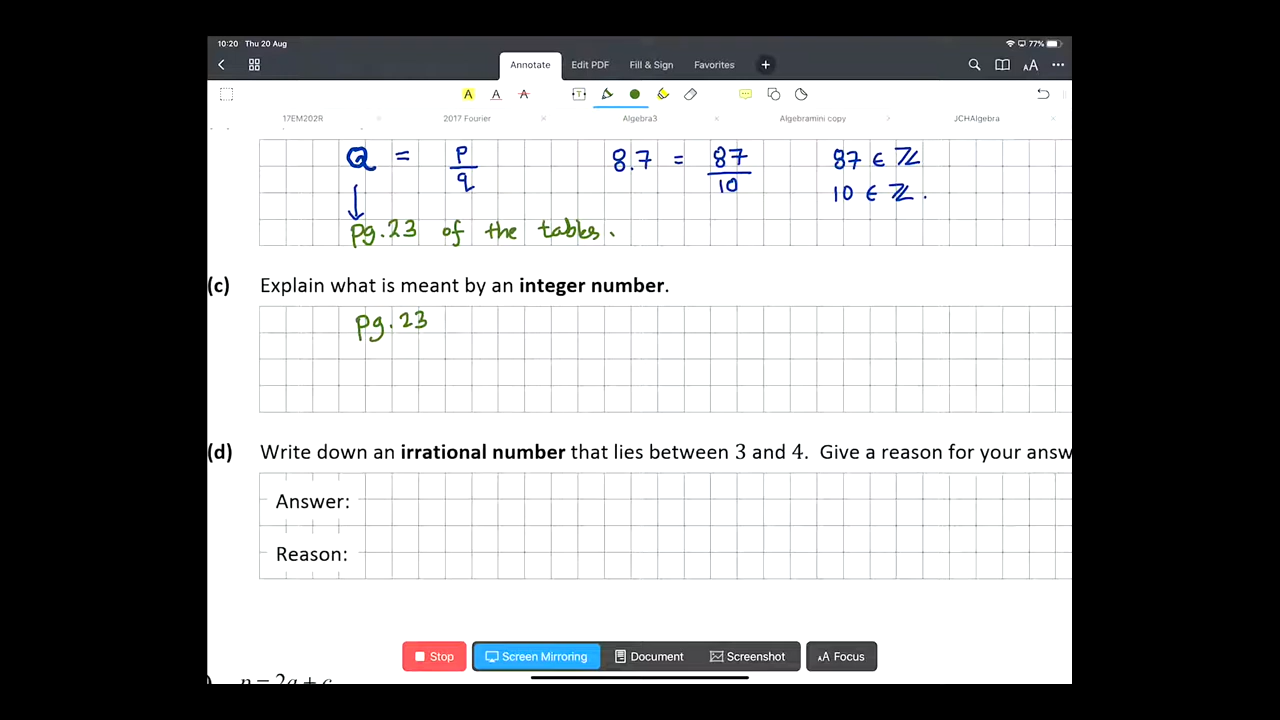 10:20 Thu 20 Aug 77%
Annotate Edit PDF Fill & Sign Favorites +
17EM202R 2017 Fourier Algebra3 Algebramini copy JCHAlgebra
Q = p/q 8.7 = 87/10 87 ∈ ℤ
10 ∈ ℤ.
pg.23 of the tables.
(c) Explain what is meant by an integer number.
pg.23
(d) Write down an irrational number that lies between 3 and 4. Give a reason for your answ
Answer:
Reason:
Stop Screen Mirroring Document Screenshot AA Focus